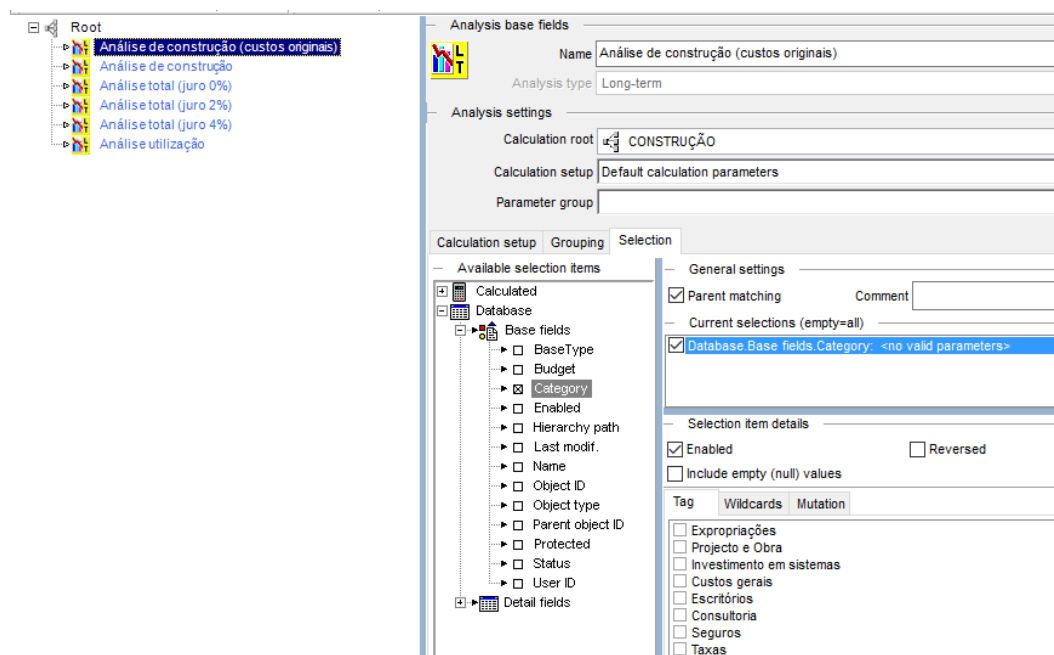 Root
Análise de construção (custos originais)
Análise de construção
Análise total (juro 0%)
Análise total (juro 2%)
Análise total (juro 4%)
Análise utilização
Analysis base fields
L
T
Name Análise de construção (custos originais)
Analysis type Long-term
Analysis settings
Calculation root CONSTRUÇÃO
Calculation setup Default calculation parameters
Parameter group
Calculation setup Grouping Selection
Available selection items
Calculated
Database
Base fields
BaseType
Budget
Category
Enabled
Hierarchy path
Last modif.
Name
Object ID
Object type
Parent object ID
Protected
Status
User ID
Detail fields
General settings
Parent matching Comment
Current selections (empty=all)
Database.Base fields.Category: <no valid parameters>
Selection item details
Enabled Reversed
Include empty (null) values
Tag Wildcards Mutation
Expropriações
Projecto e Obra
Investimento em sistemas
Custos gerais
Escritórios
Consultoria
Seguros
Taxas